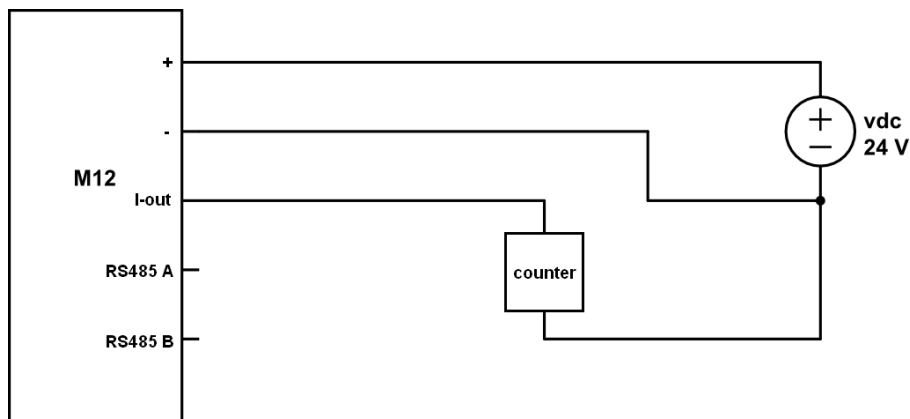 +
-
M12
I-out
RS485 A
RS485 B
counter
+
−
vdc
24 V